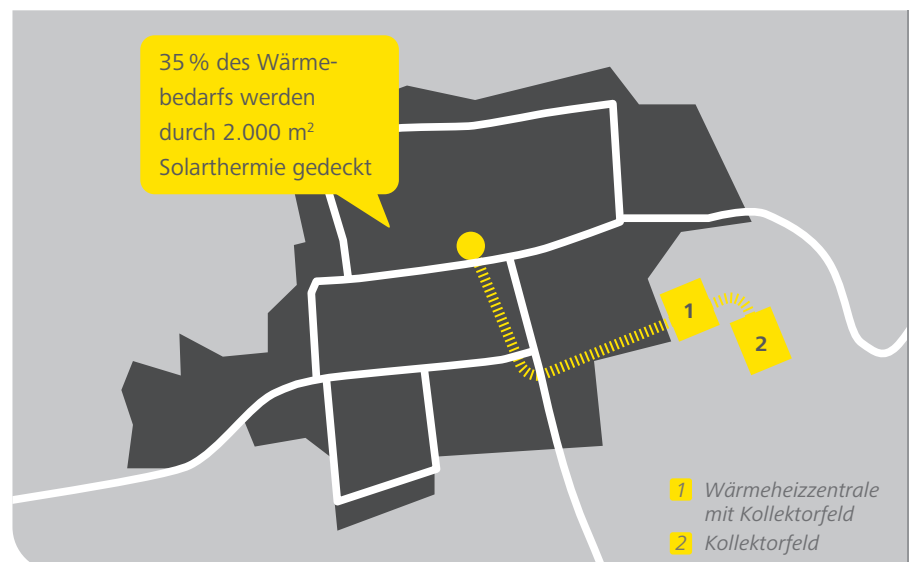 35 % des Wärme-
bedarfs werden
durch 2.000 m²
Solarthermie gedeckt
1
2
1 Wärmeheizzentrale
mit Kollektorfeld
2 Kollektorfeld